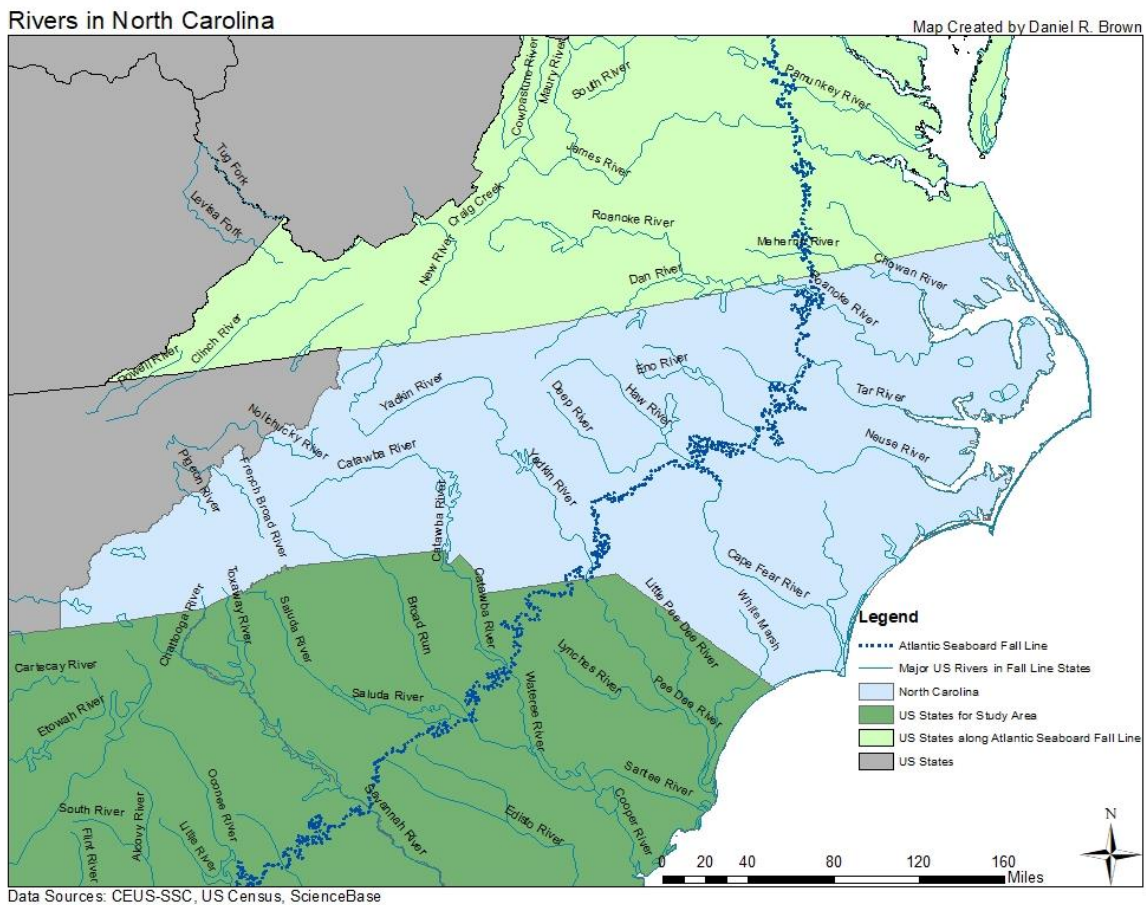 Rivers in North Carolina
Map Created by Daniel R. Brown
Cowpasture River
Maury River
South River
Pamunkey River
Tug Fork
James River
Levisa Fork
Craig Creek
Roanoke River
New River
Meherrin River
Chowan River
Dan River
Roanoke River
Clinch River
Powell River
Eno River
Yadkin River
Deep River
Haw River
Tar River
Nolichucky River
Catawba River
Neuse River
Pigeon River
French Broad River
Yadkin River
Catawba River
Cape Fear River
Chattooga River
Toxaway River
Saluda River
Broad Run
Catawba River
Little Pee Dee River
White Marsh
Legend
Atlantic Seaboard Fall Line
Major US Rivers in Fall Line States
North Carolina
US States for Study Area
US States along Atlantic Seaboard Fall Line
US States
Cartecay River
Lynches River
Pee Dee River
Etowah River
Saluda River
Wateree River
Santee River
Oconee River
South River
Alcovy River
Little River
Flint River
Savannah River
Edisto River
Cooper River
N
0 20 40 80 120 160
Miles
Data Sources: CEUS-SSC, US Census, ScienceBase